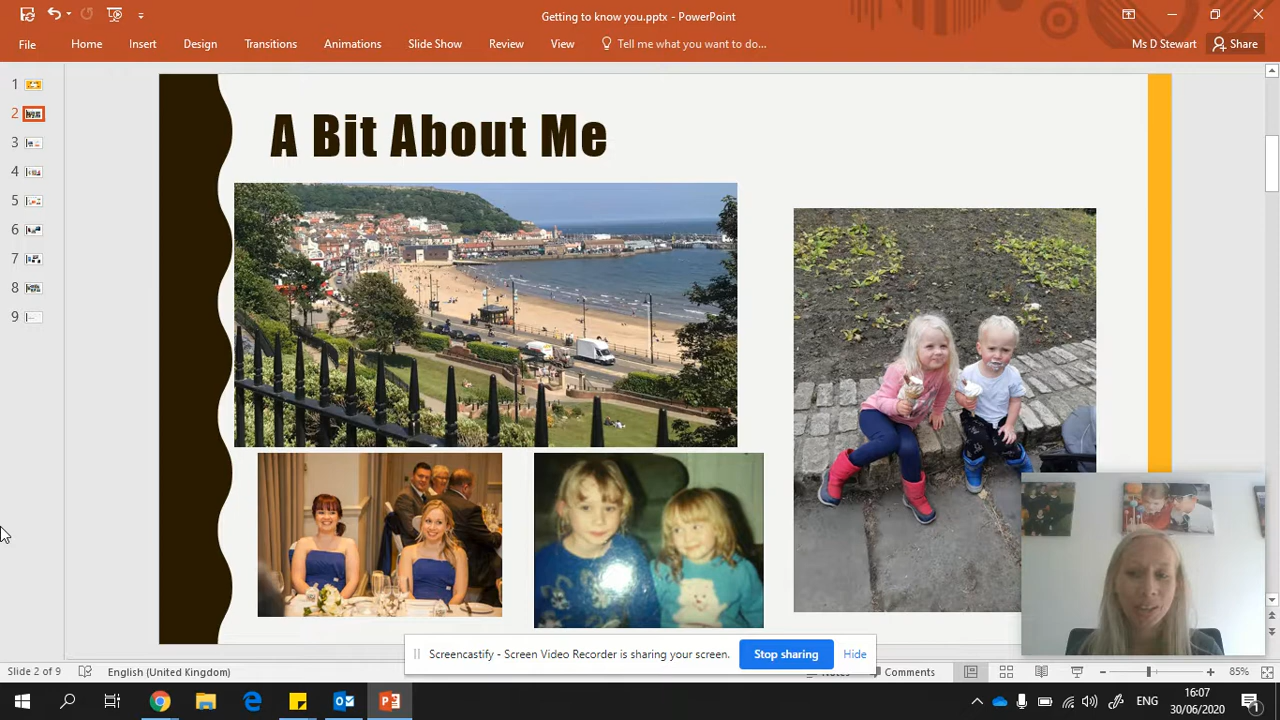 Getting to know you.pptx - PowerPoint
File Home Insert Design Transitions Animations Slide Show Review View Tell me what you want to do... Ms D Stewart Share
1
2
3
4
5
6
7
8
9
A Bit About Me
Screencastify - Screen Video Recorder is sharing your screen. Stop sharing Hide
Slide 2 of 9 English (United Kingdom) Notes Comments 85%
ENG 16:07
30/06/2020 1